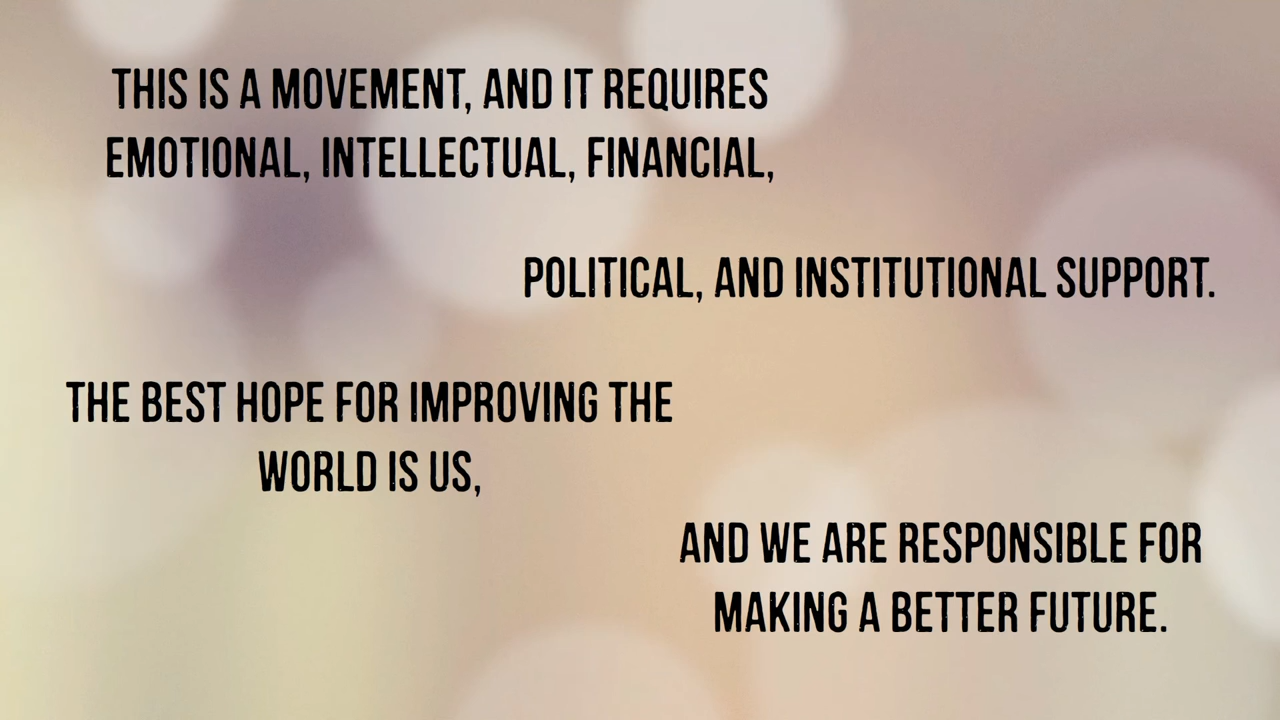 THIS IS A MOVEMENT, AND IT REQUIRES
EMOTIONAL, INTELLECTUAL, FINANCIAL,
POLITICAL, AND INSTITUTIONAL SUPPORT.
THE BEST HOPE FOR IMPROVING THE
WORLD IS US,
AND WE ARE RESPONSIBLE FOR
MAKING A BETTER FUTURE.